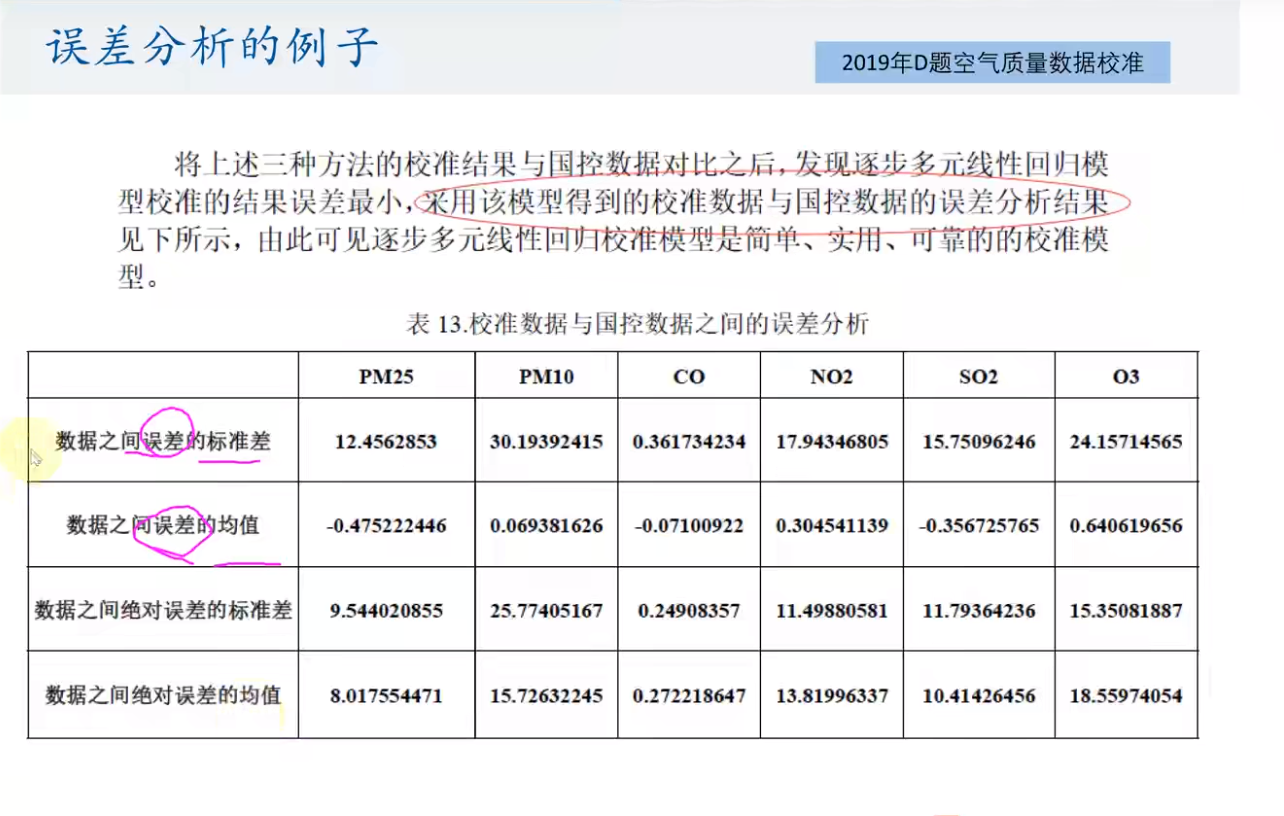 误差分析的例子
2019年D题空气质量数据校准
将上述三种方法的校准结果与国控数据对比之后，发现逐步多元线性回归模
型校准的结果误差最小，采用该模型得到的校准数据与国控数据的误差分析结果
见下所示，由此可见逐步多元线性回归校准模型是简单、实用、可靠的的校准模
型。
表 13.校准数据与国控数据之间的误差分析
PM25 PM10 CO NO2 SO2 O3
数据之间误差的标准差 12.4562853 30.19392415 0.361734234 17.94346805 15.75096246 24.15714565
数据之间误差的均值 -0.475222446 0.069381626 -0.07100922 0.304541139 -0.356725765 0.640619656
数据之间绝对误差的标准差 9.544020855 25.77405167 0.24908357 11.49880581 11.79364236 15.35081887
数据之间绝对误差的均值 8.017554471 15.72632245 0.272218647 13.81996337 10.41426456 18.55974054